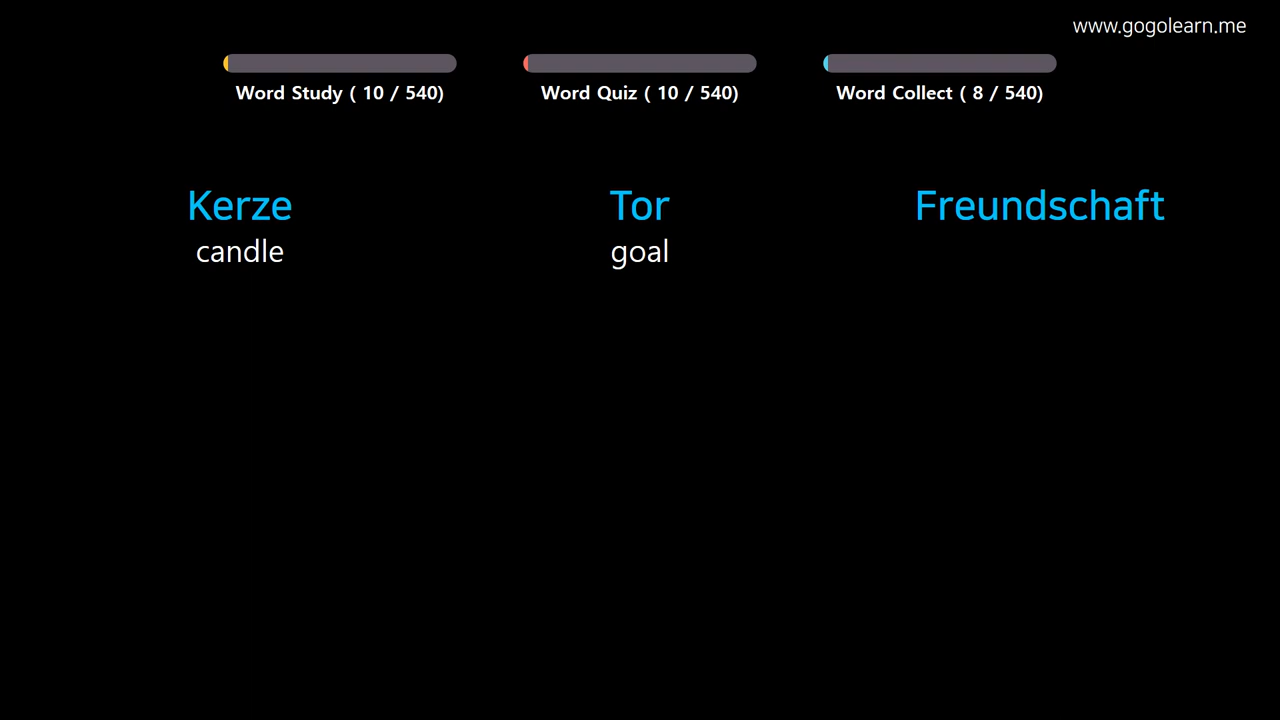 www.gogolearn.me
Word Study ( 10 / 540)
Word Quiz ( 10 / 540)
Word Collect ( 8 / 540)
Kerze
candle
Tor
goal
Freundschaft